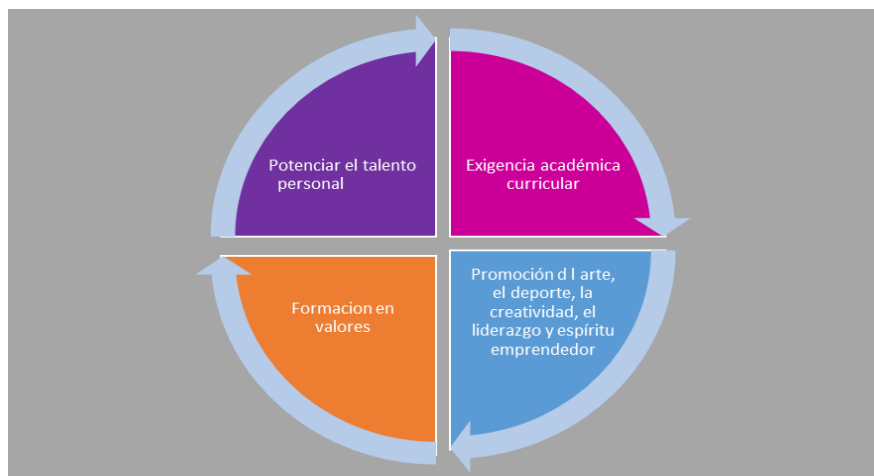 Potenciar el talento
personal
Exigencia académica
curricular
Formacion en
valores
Promoción d l arte,
el deporte, la
creatividad, el
liderazgo y espíritu
emprendedor